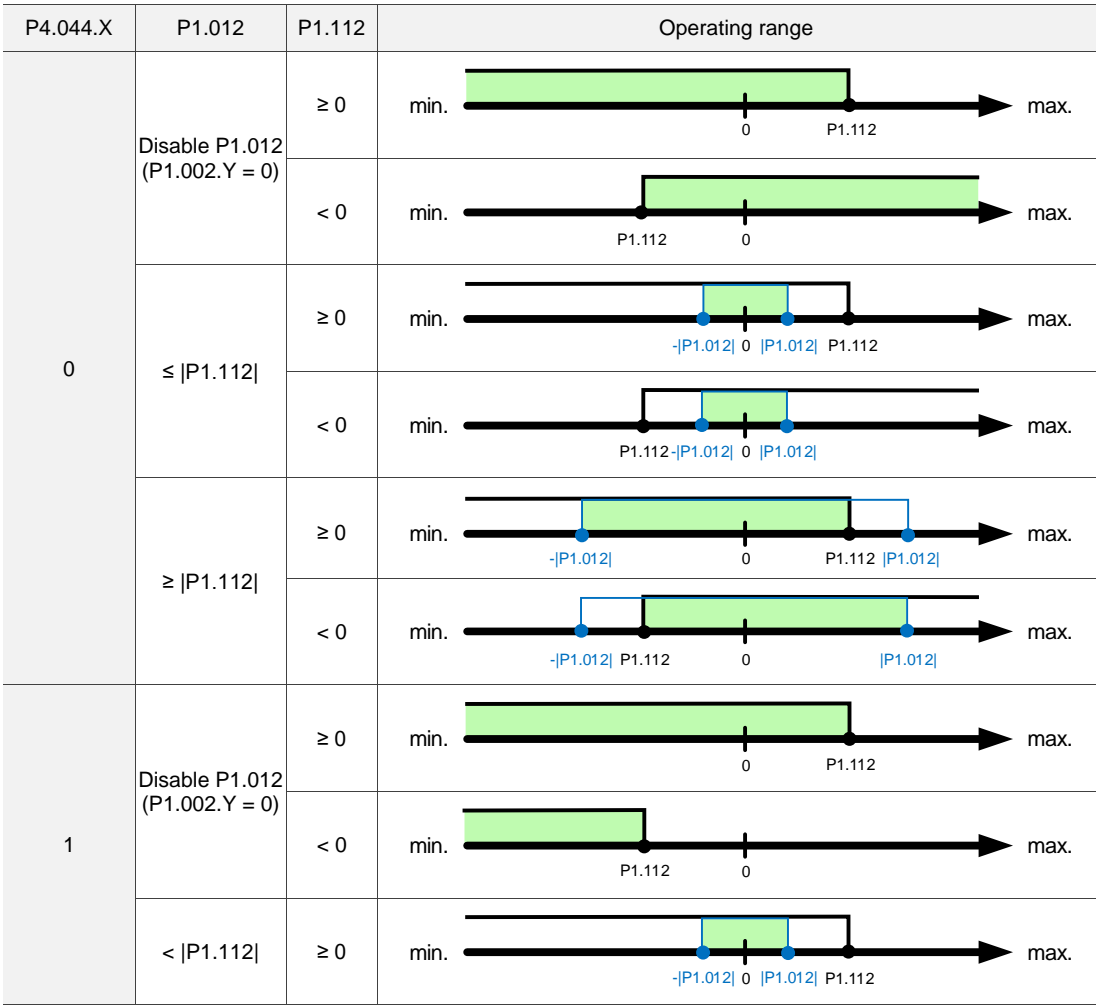 P4.044.X P1.012 P1.112 Operating range
≥ 0 min. max.
0 P1.112
Disable P1.012
(P1.002.Y = 0)
< 0 min. max.
P1.112 0
≥ 0 min. max.
-|P1.012| 0 |P1.012| P1.112
0 ≤ |P1.112|
< 0 min. max.
P1.112 -|P1.012| 0 |P1.012|
≥ 0 min. max.
-|P1.012| 0 P1.112 |P1.012|
≥ |P1.112|
< 0 min. max.
-|P1.012| P1.112 0 |P1.012|
≥ 0 min. max.
0 P1.112
Disable P1.012
(P1.002.Y = 0)
1 < 0 min. max.
P1.112 0
< |P1.112| ≥ 0 min. max.
-|P1.012| 0 |P1.012| P1.112